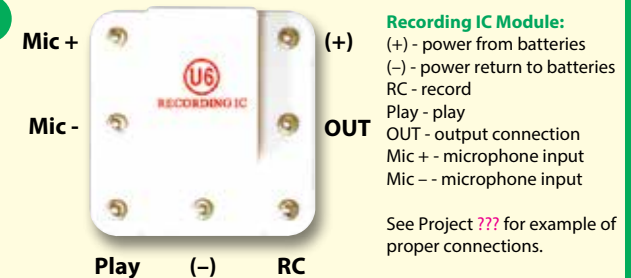 Mic +
(+)
U6
RECORDING IC
Mic -
OUT
Play
(–)
RC
Recording IC Module:
(+) - power from batteries
(–) - power return to batteries
RC - record
Play - play
OUT - output connection
Mic + - microphone input
Mic – - microphone input
See Project ??? for example of
proper connections.